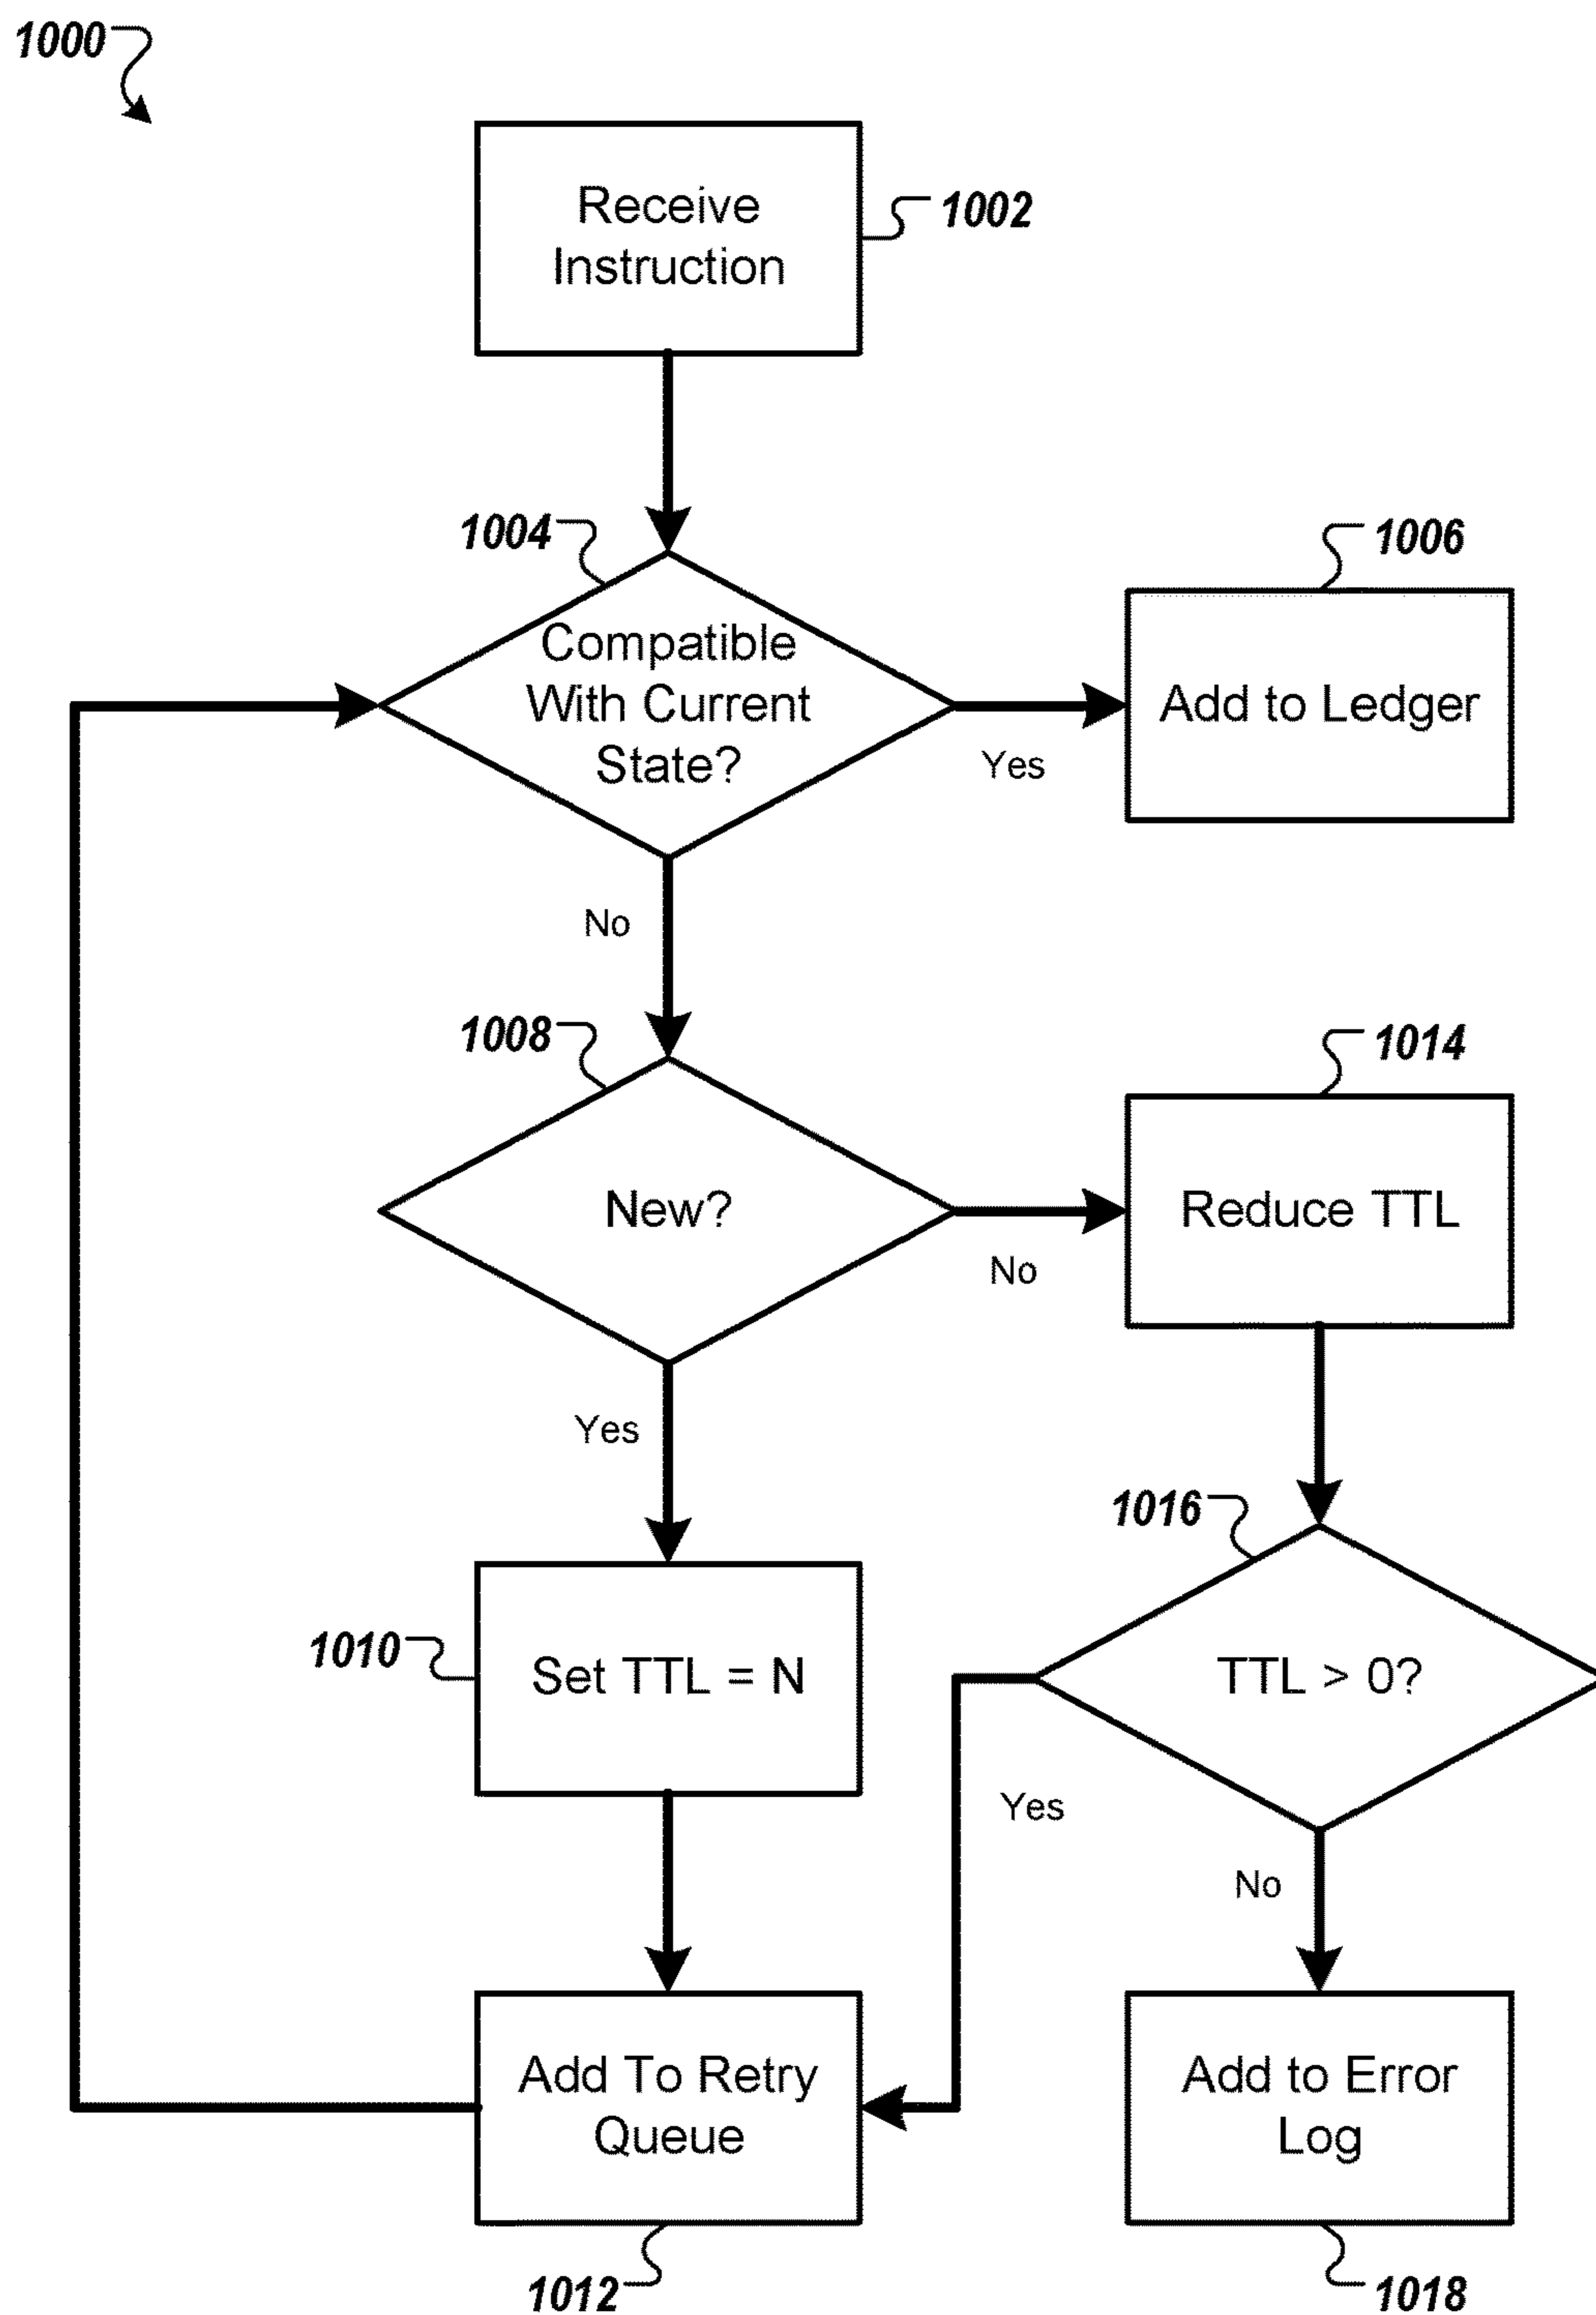 1000
Receive
Instruction
1002
1004
Compatible
With Current
State?
Yes
1006
Add to Ledger
No
1008
New?
No
1014
Reduce TTL
Yes
1010
Set TTL = N
1016
TTL > 0?
Yes
No
Add To Retry
Queue
1012
Add to Error
Log
1018